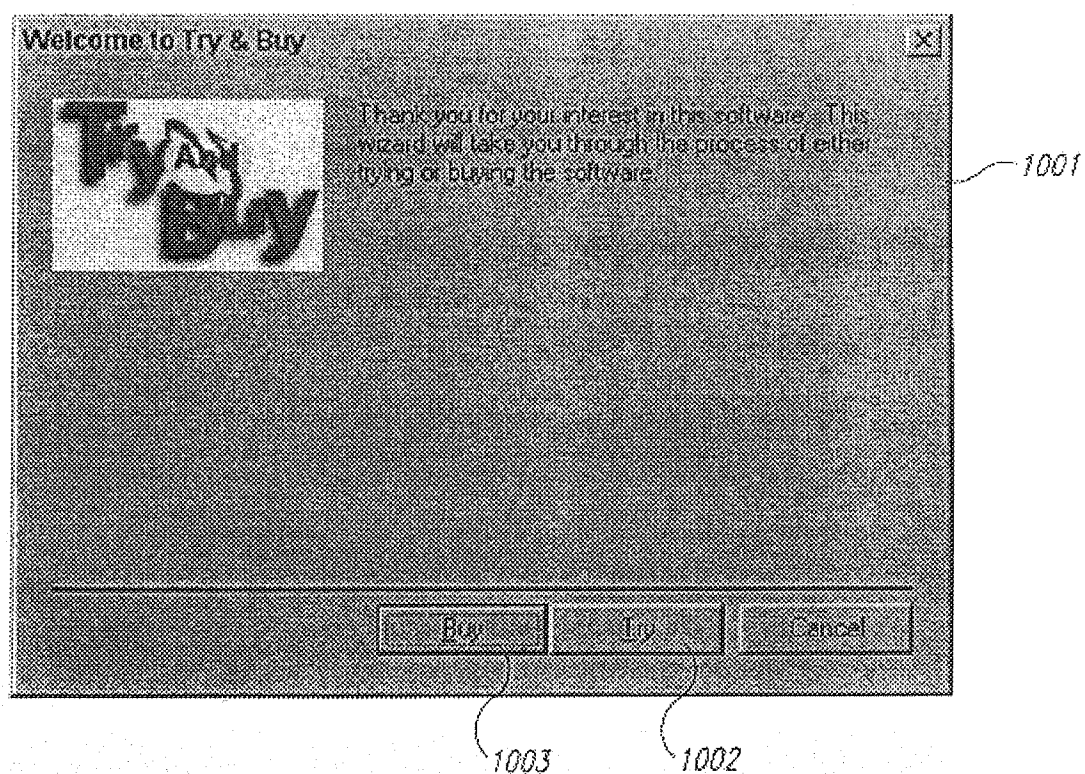 Welcome to Try & Buy
X
Try And Buy
Thank you for your interest in this software. This
wizard will take you through the process of either
trying or buying the software.
1001
Buy Try Cancel
1003 1002